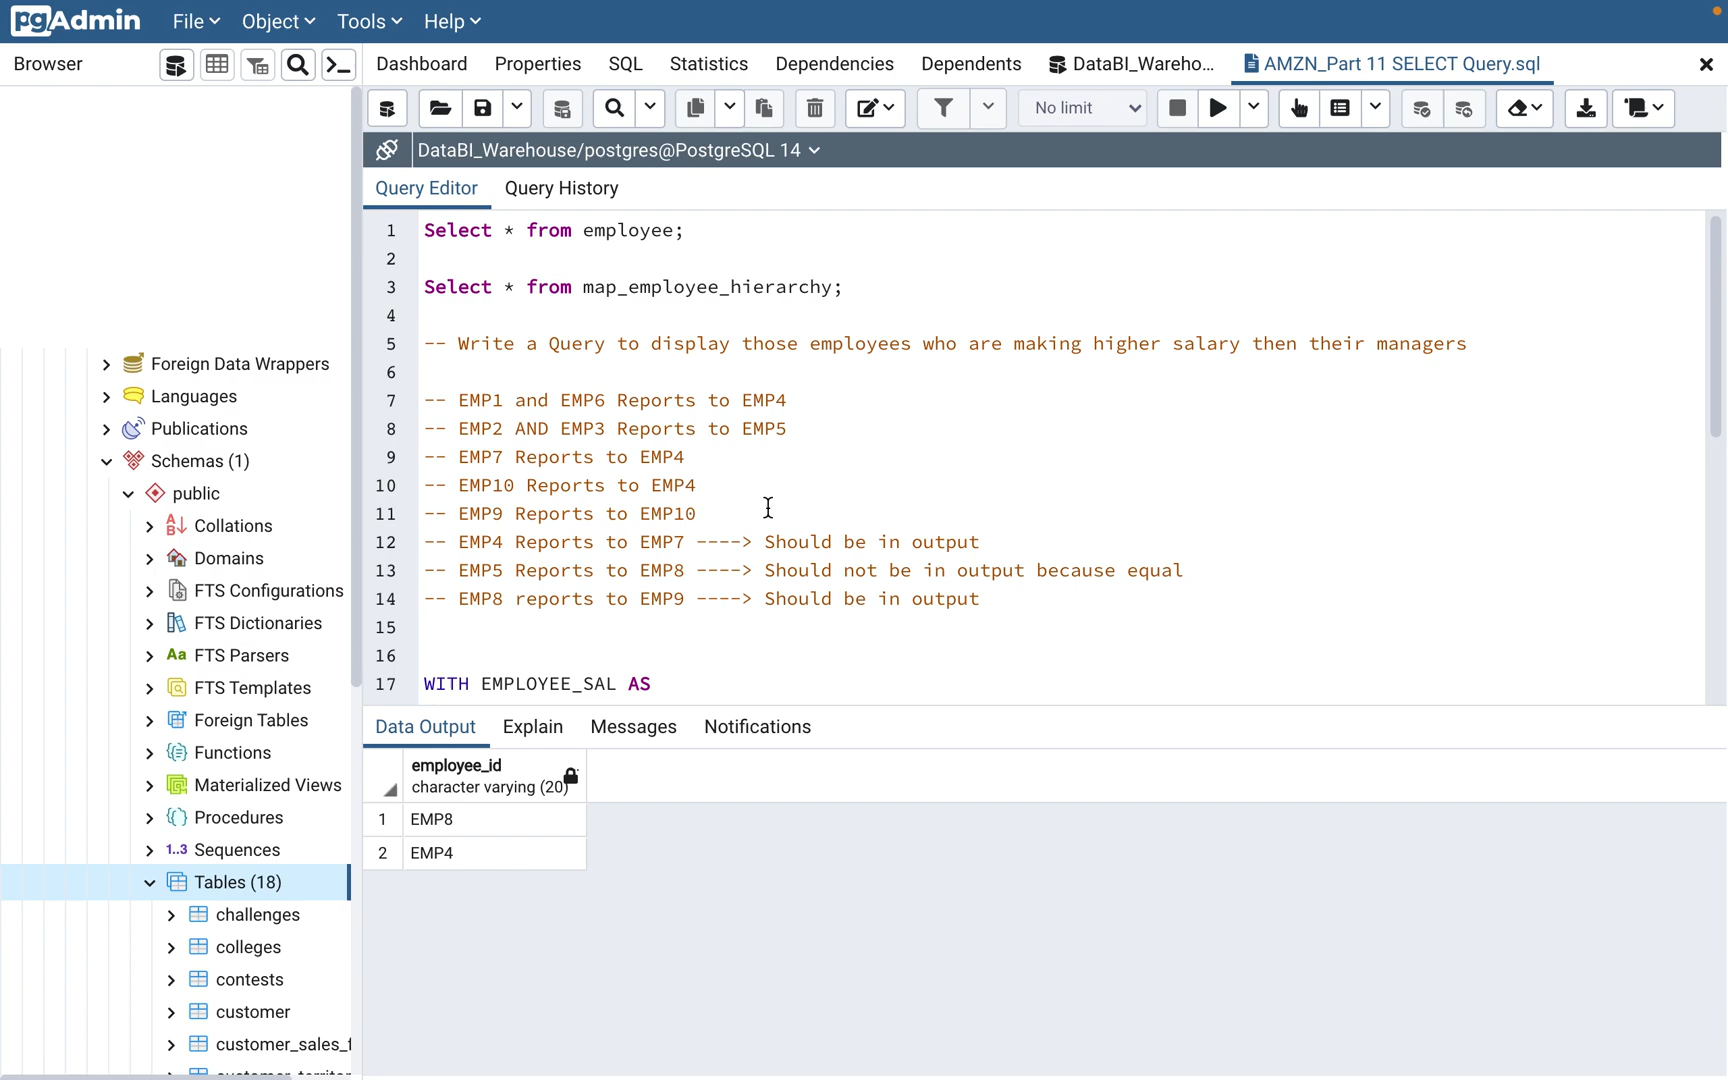 pgAdmin File Object Tools Help
Browser Dashboard Properties SQL Statistics Dependencies Dependents DataBI_Wareho... AMZN_Part 11 SELECT Query.sql
No limit
DataBI_Warehouse/postgres@PostgreSQL 14
Query Editor Query History
1 Select * from employee;
2
3 Select * from map_employee_hierarchy;
4
5 -- Write a Query to display those employees who are making higher salary then their managers
6
7 -- EMP1 and EMP6 Reports to EMP4
8 -- EMP2 AND EMP3 Reports to EMP5
9 -- EMP7 Reports to EMP4
10 -- EMP10 Reports to EMP4
11 -- EMP9 Reports to EMP10
12 -- EMP4 Reports to EMP7 ----> Should be in output
13 -- EMP5 Reports to EMP8 ----> Should not be in output because equal
14 -- EMP8 reports to EMP9 ----> Should be in output
15
16
17 WITH EMPLOYEE_SAL AS
Data Output Explain Messages Notifications
employee_id
character varying (20)
1 EMP8
2 EMP4
Foreign Data Wrappers
Languages
Publications
Schemas (1)
public
Collations
Domains
FTS Configurations
FTS Dictionaries
Aa FTS Parsers
FTS Templates
Foreign Tables
Functions
Materialized Views
Procedures
1..3 Sequences
Tables (18)
challenges
colleges
contests
customer
customer_sales_